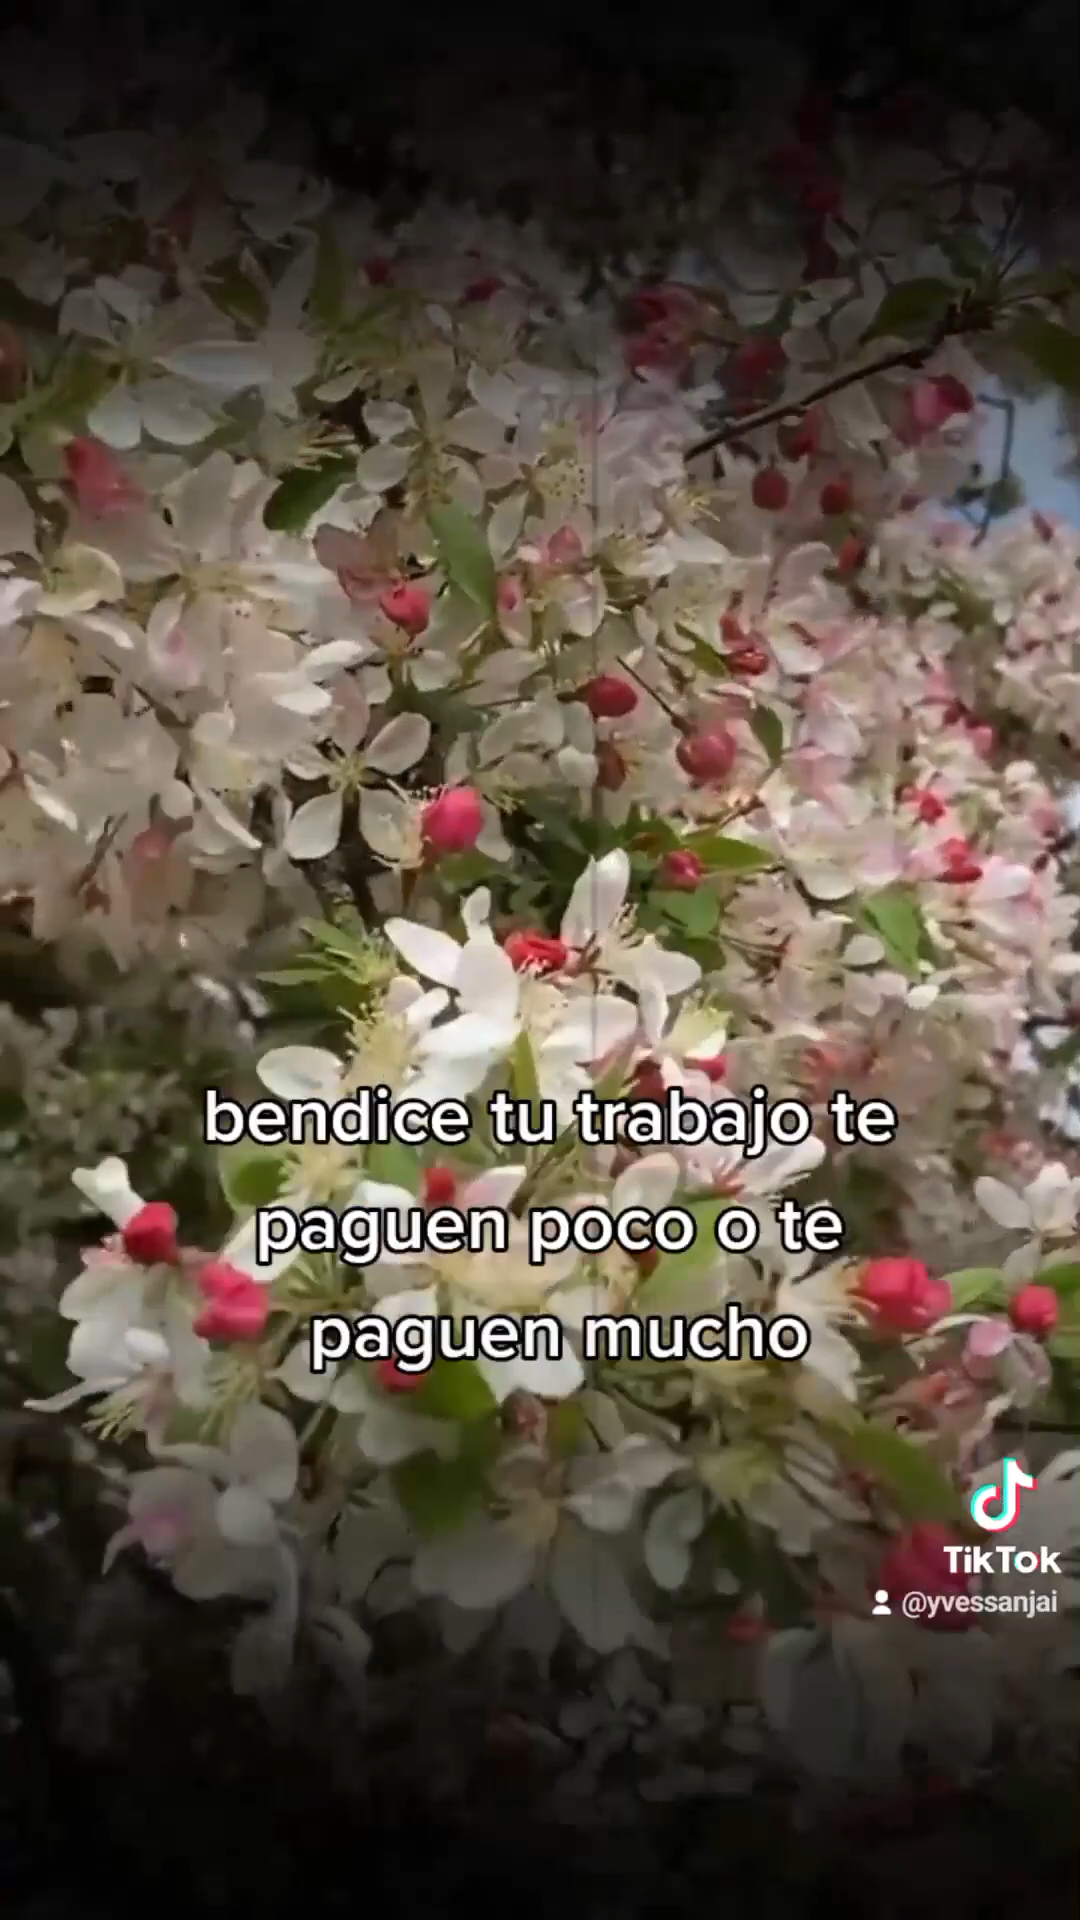 bendice tu trabajo te
paguen poco o te
paguen mucho
TikTok
@yvessanjai